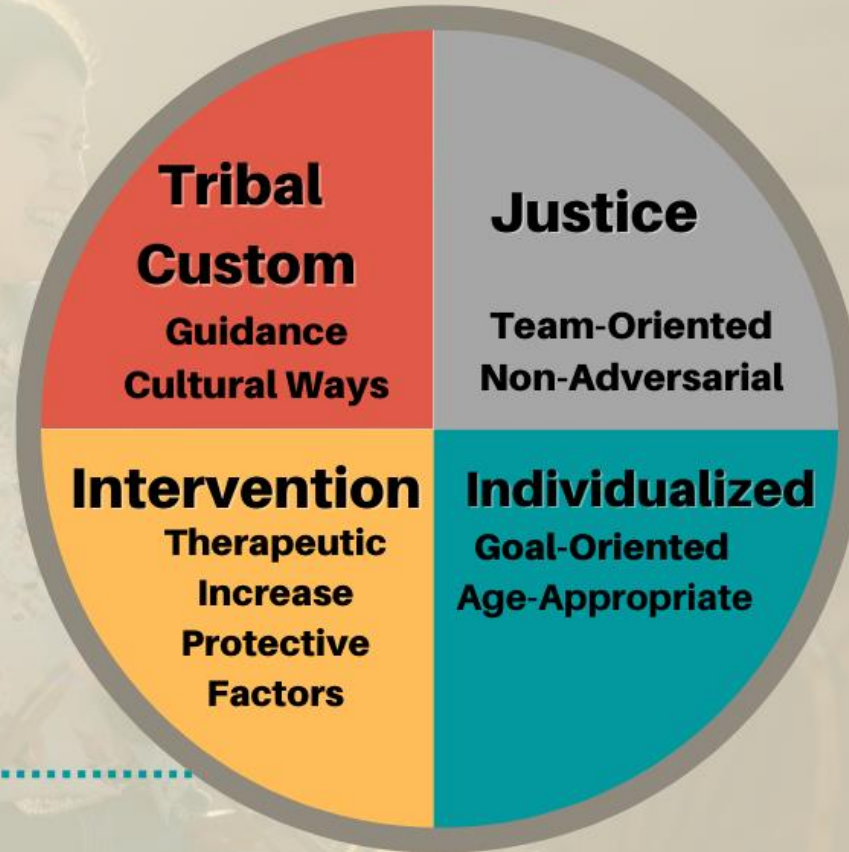 Tribal
Custom
Guidance
Cultural Ways
Justice
Team-Oriented
Non-Adversarial
Intervention
Therapeutic
Increase
Protective
Factors
Individualized
Goal-Oriented
Age-Appropriate